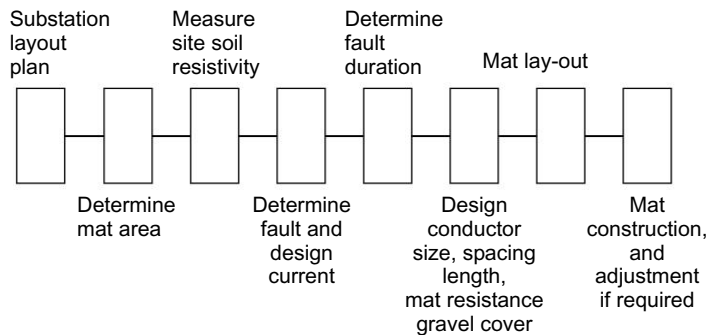 Substation
layout
plan
Measure
site soil
resistivity
Determine
fault
duration
Mat lay-out
Determine
mat area
Determine
fault and
design
current
Design
conductor
size, spacing
length,
mat resistance
gravel cover
Mat
construction,
and
adjustment
if required